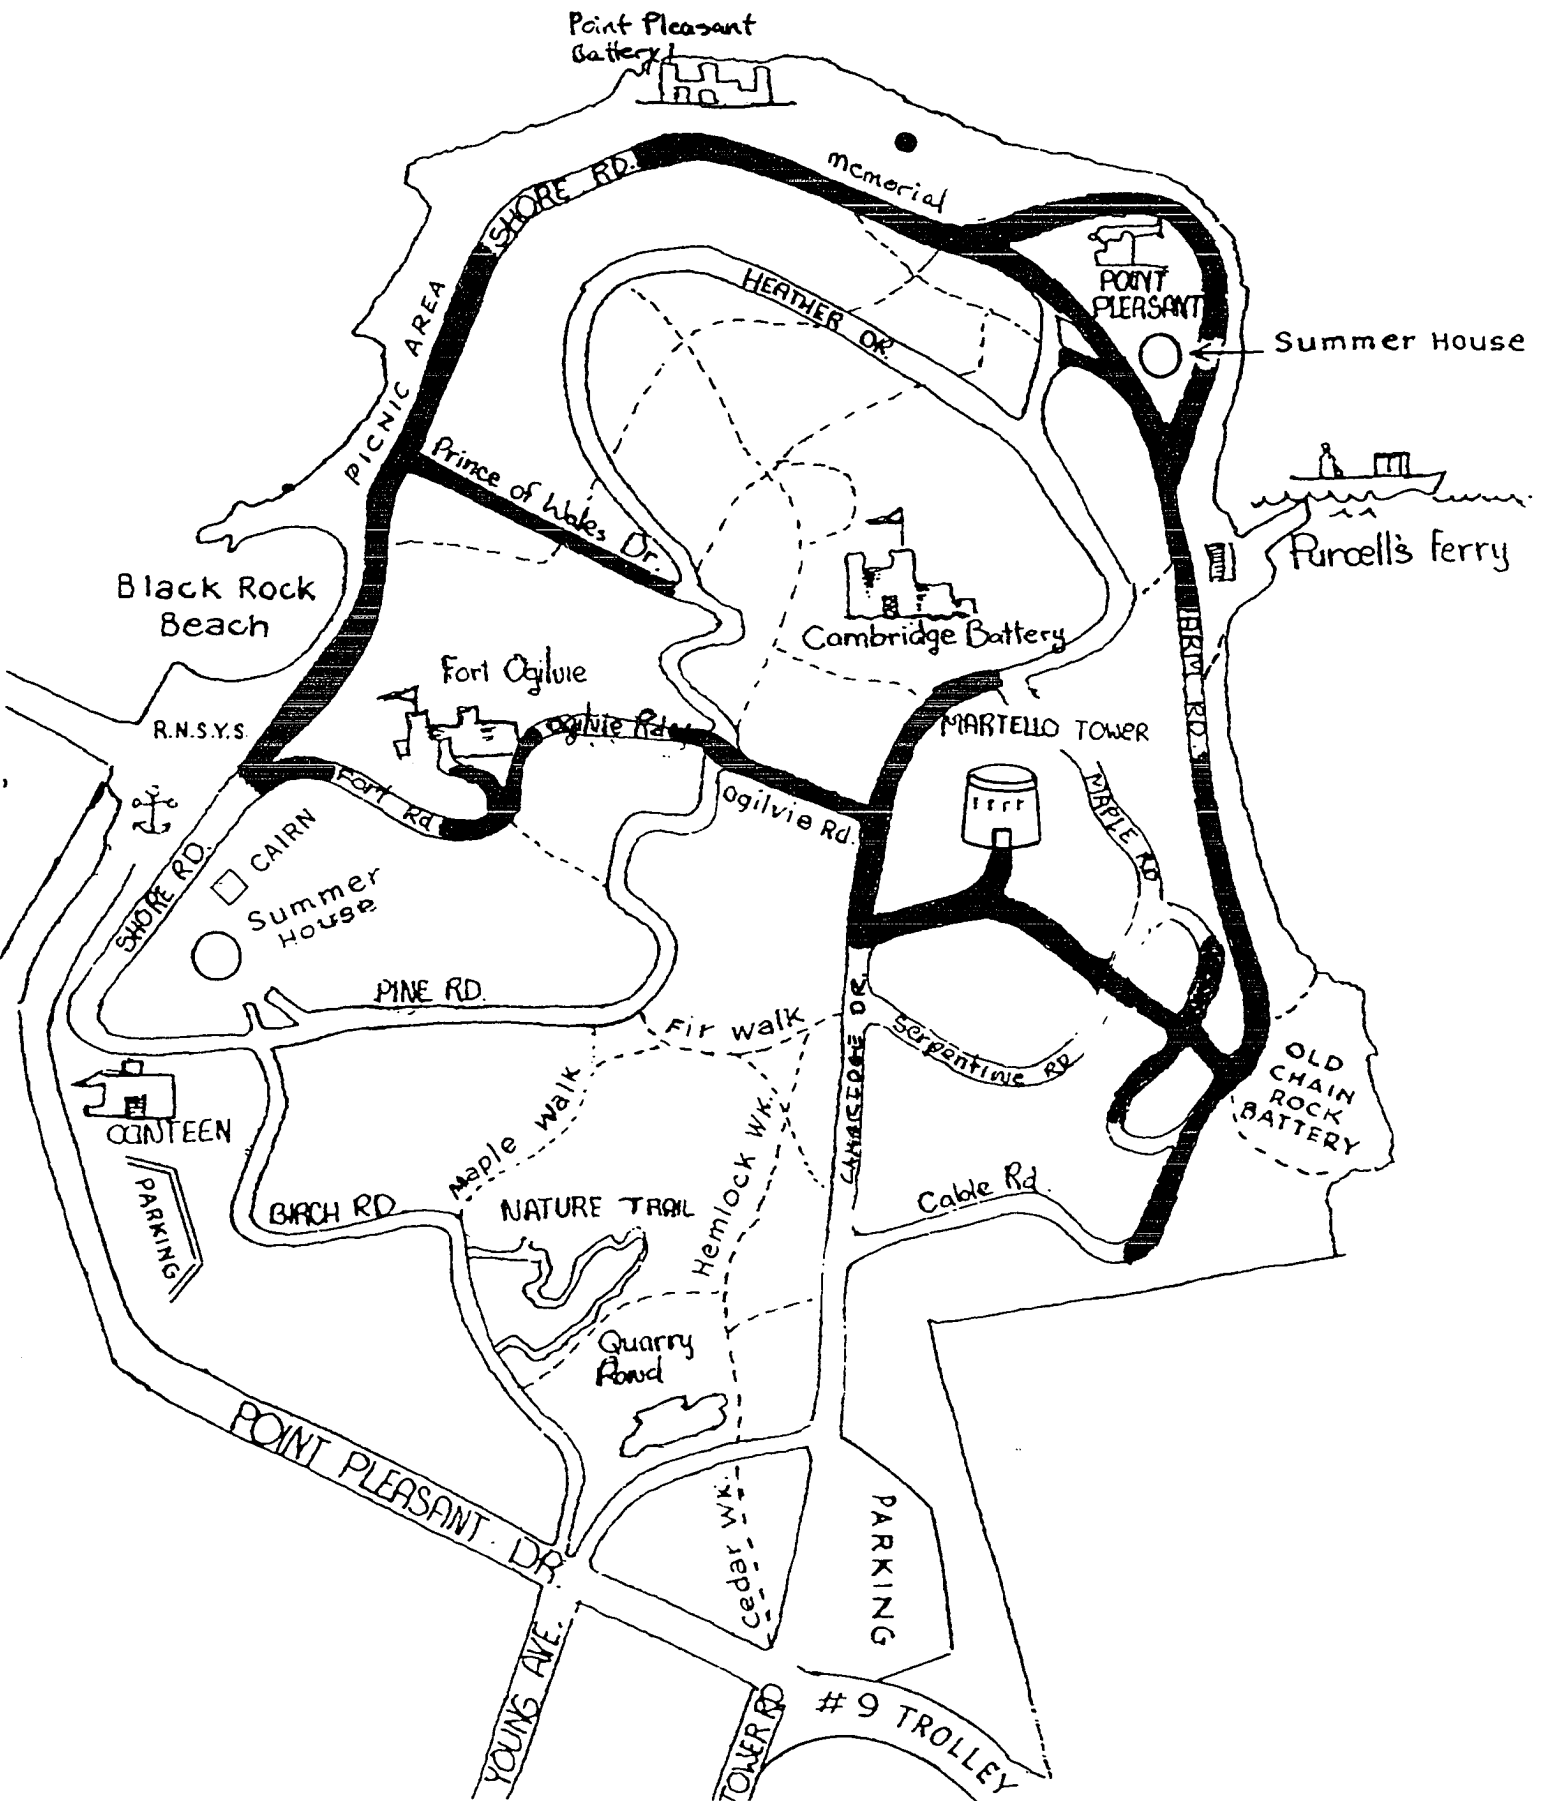 Point Pleasant
Battery
SHORE RD.
Memorial
PICNIC AREA
HEATHER DR.
POINT
PLEASANT
Summer House
Prince of Wales Dr.
Purcell's Ferry
Black Rock
Beach
Cambridge Battery
ARM RD.
Fort Ogilvie
R.N.S.Y.S.
Ogilvie Rd.
MARTELLO TOWER
Fort Rd
Ogilvie Rd.
MAPLE RD
CAIRN
SHORE RD.
Summer
House
PINE RD.
Fir Walk
CAMBRIDGE DR.
Serpentine RD
OLD
CHAIN
ROCK
BATTERY
CANTEEN
Maple Walk
Hemlock WK.
PARKING
BIRCH RD
NATURE TRAIL
Cable Rd.
Quarry
Pond
POINT PLEASANT DR.
Cedar WK.
PARKING
YOUNG AVE.
TOWER RD
#9 TROLLEY